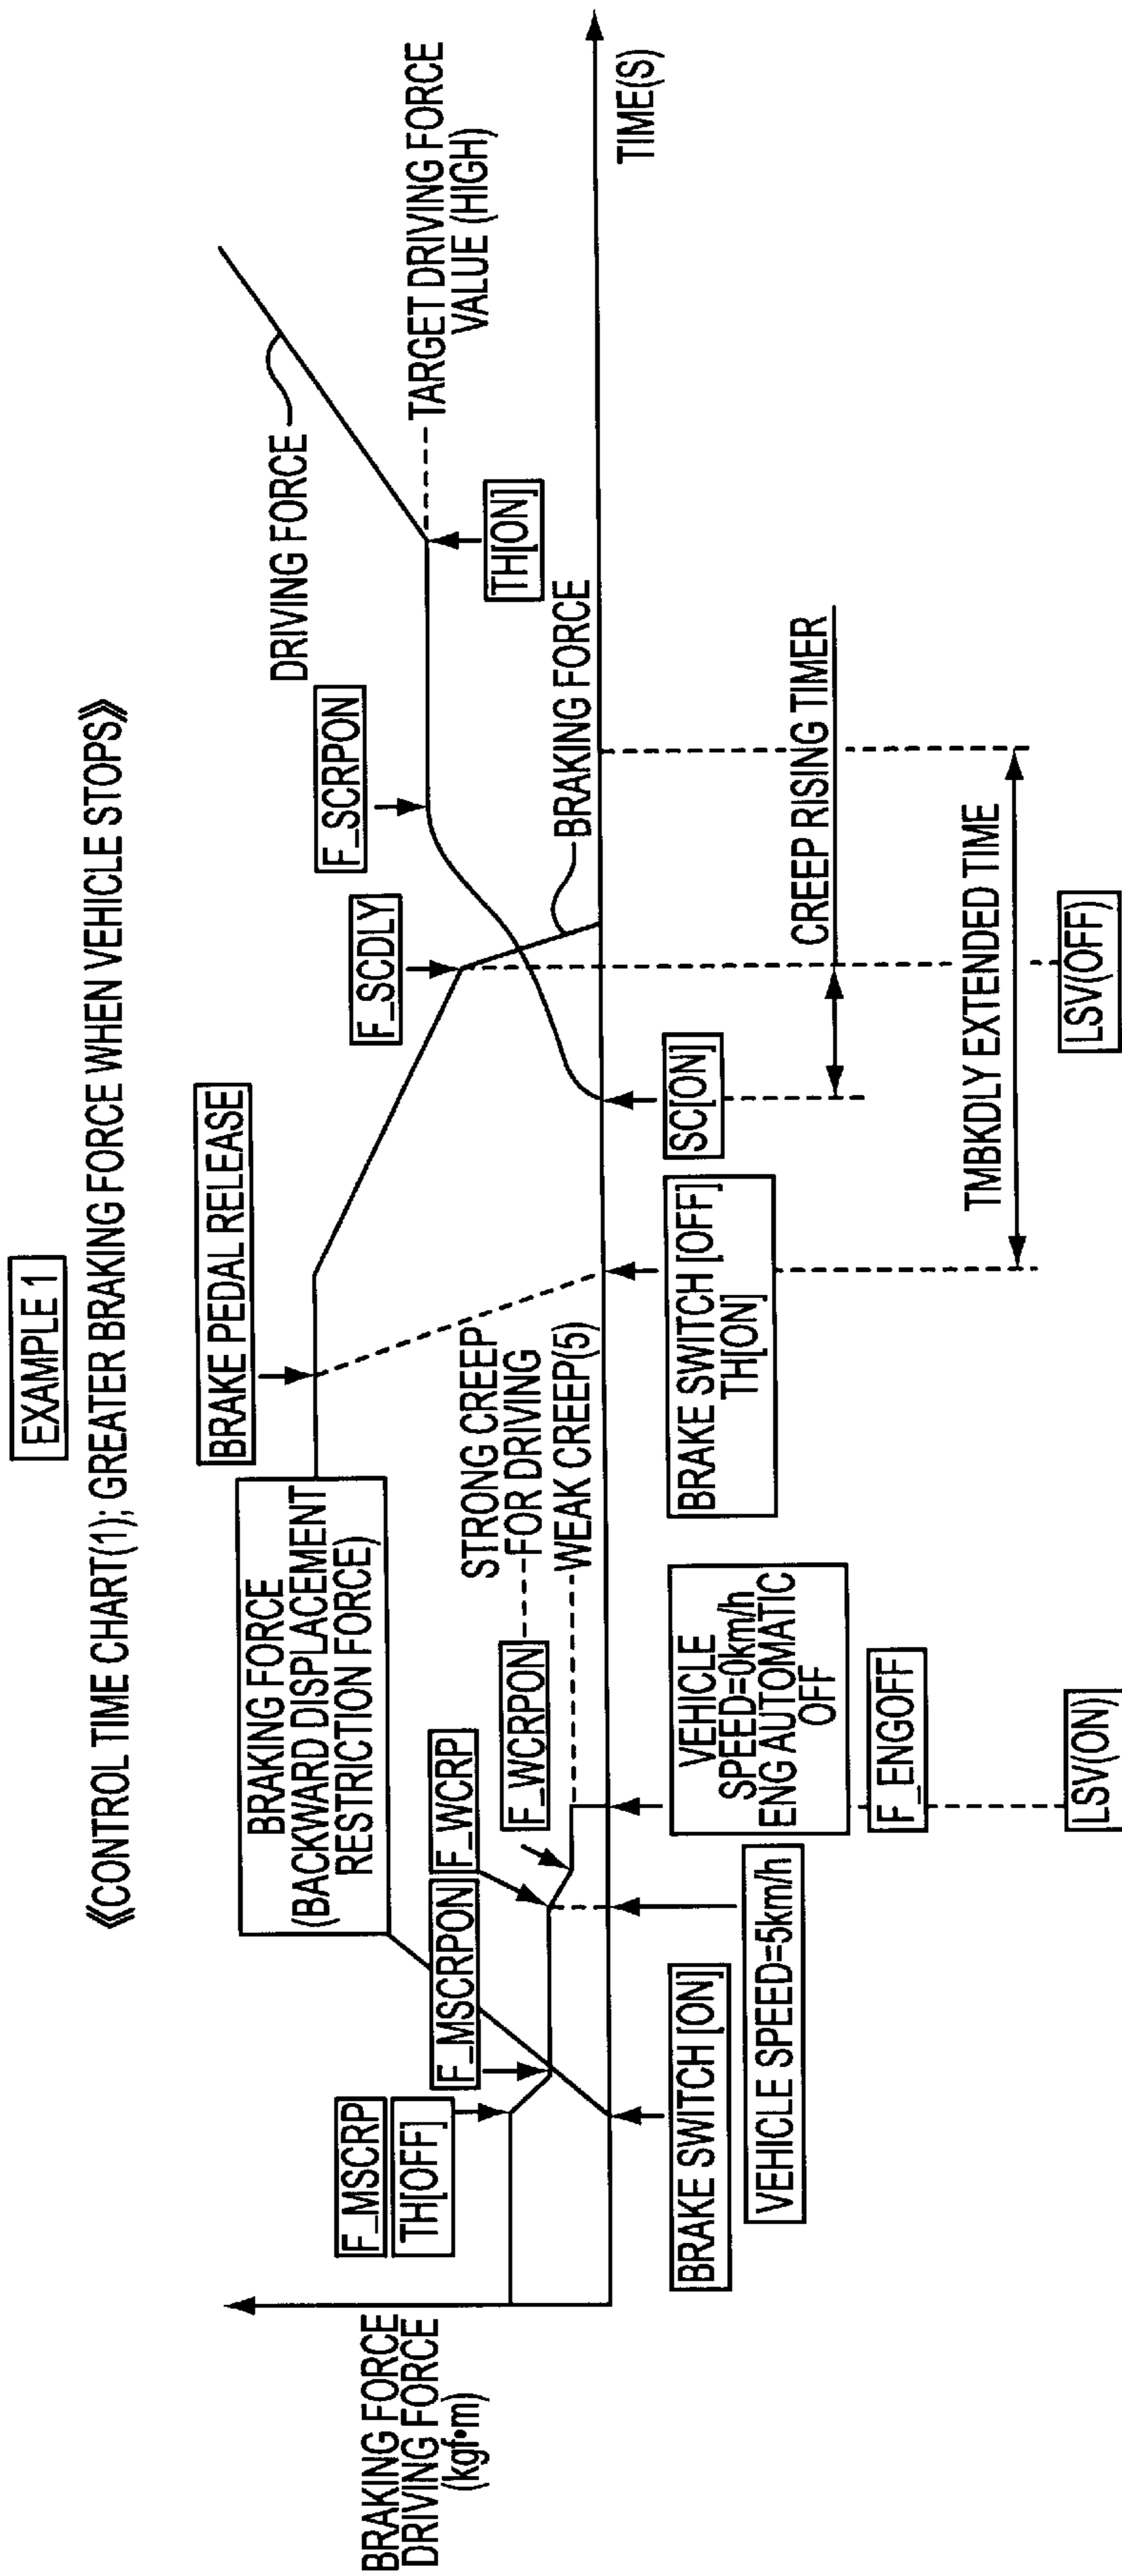 EXAMPLE 1
《CONTROL TIME CHART(1); GREATER BRAKING FORCE WHEN VEHICLE STOPS》
BRAKING FORCE
DRIVING FORCE
(kgf•m)
F_MSCRP
TH[OFF]
F_MSCRPON
F_WCRP
F_WCRPON
BRAKING FORCE
(BACKWARD DISPLACEMENT
RESTRICTION FORCE)
STRONG CREEP
FOR DRIVING
WEAK CREEP(5)
BRAKE PEDAL RELEASE
F_SCDLY
F_SCRPON
DRIVING FORCE
BRAKING FORCE
TH[ON]
TARGET DRIVING FORCE
VALUE (HIGH)
TIME(S)
BRAKE SWITCH [ON]
VEHICLE SPEED=5km/h
VEHICLE
SPEED=0km/h
ENG AUTOMATIC
OFF
F_ENGOFF
LSV(ON)
BRAKE SWITCH [OFF]
TH[ON]
SC[ON]
CREEP RISING TIMER
TMBKDLY EXTENDED TIME
LSV(OFF)